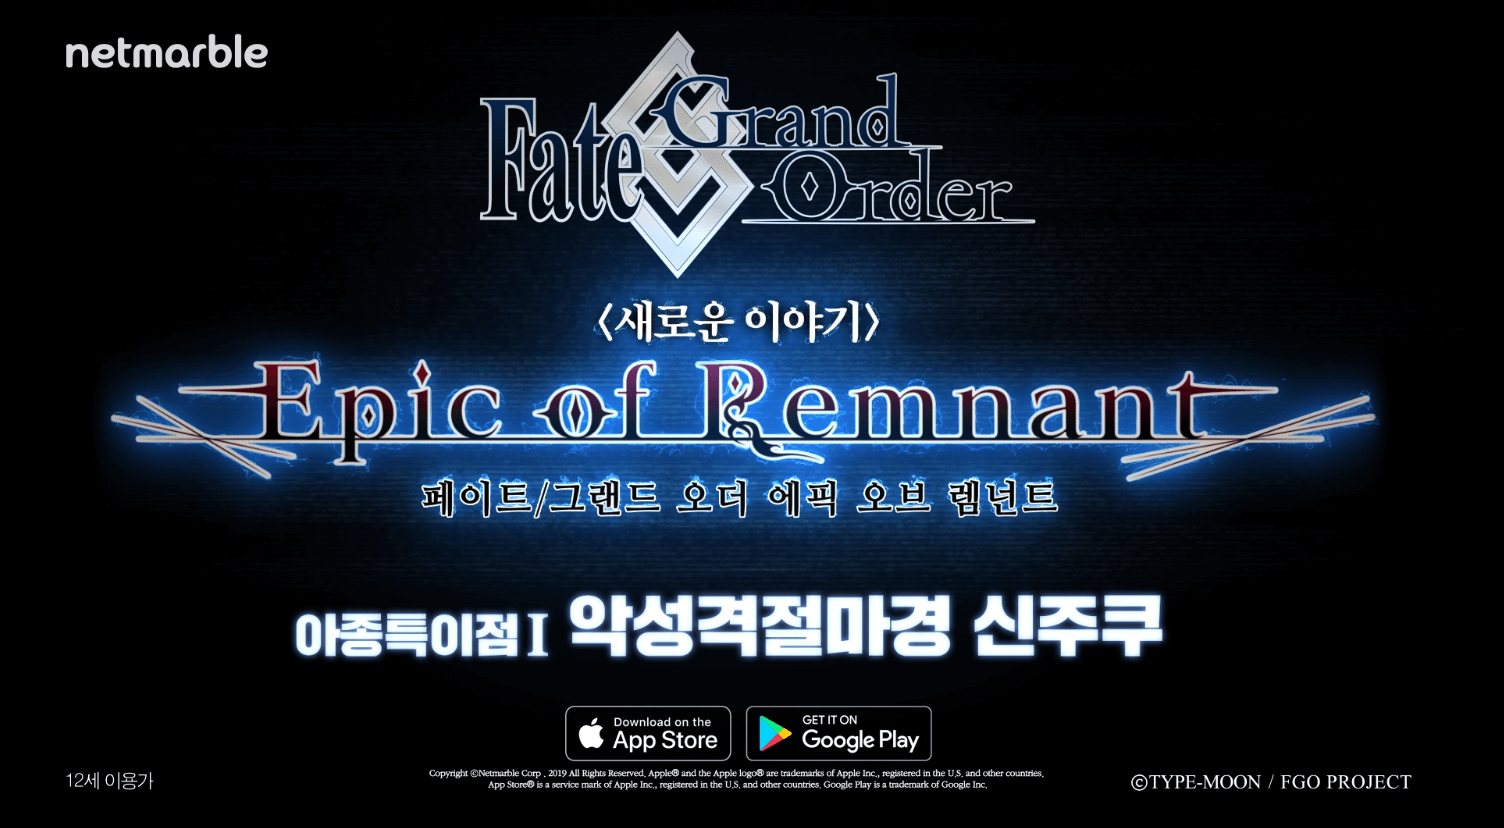 netmarble
Fate
Grand
Order
〈새로운 이야기〉
Epic of Remnant
페이트/그랜드 오더 에픽 오브 렘넌트
아종특이점 I 악성격절마경 신주쿠
Download on the
App Store
GET IT ON
Google Play
12세 이용가
Copyright ©Netmarble Corp . 2019 All Rights Reserved. Apple® and the Apple logo® are trademarks of Apple Inc., registered in the U.S. and other countries.
App Store® is a service mark of Apple Inc., registered in the U.S. and other countries. Google Play is a trademark of Google Inc.
©TYPE-MOON / FGO PROJECT